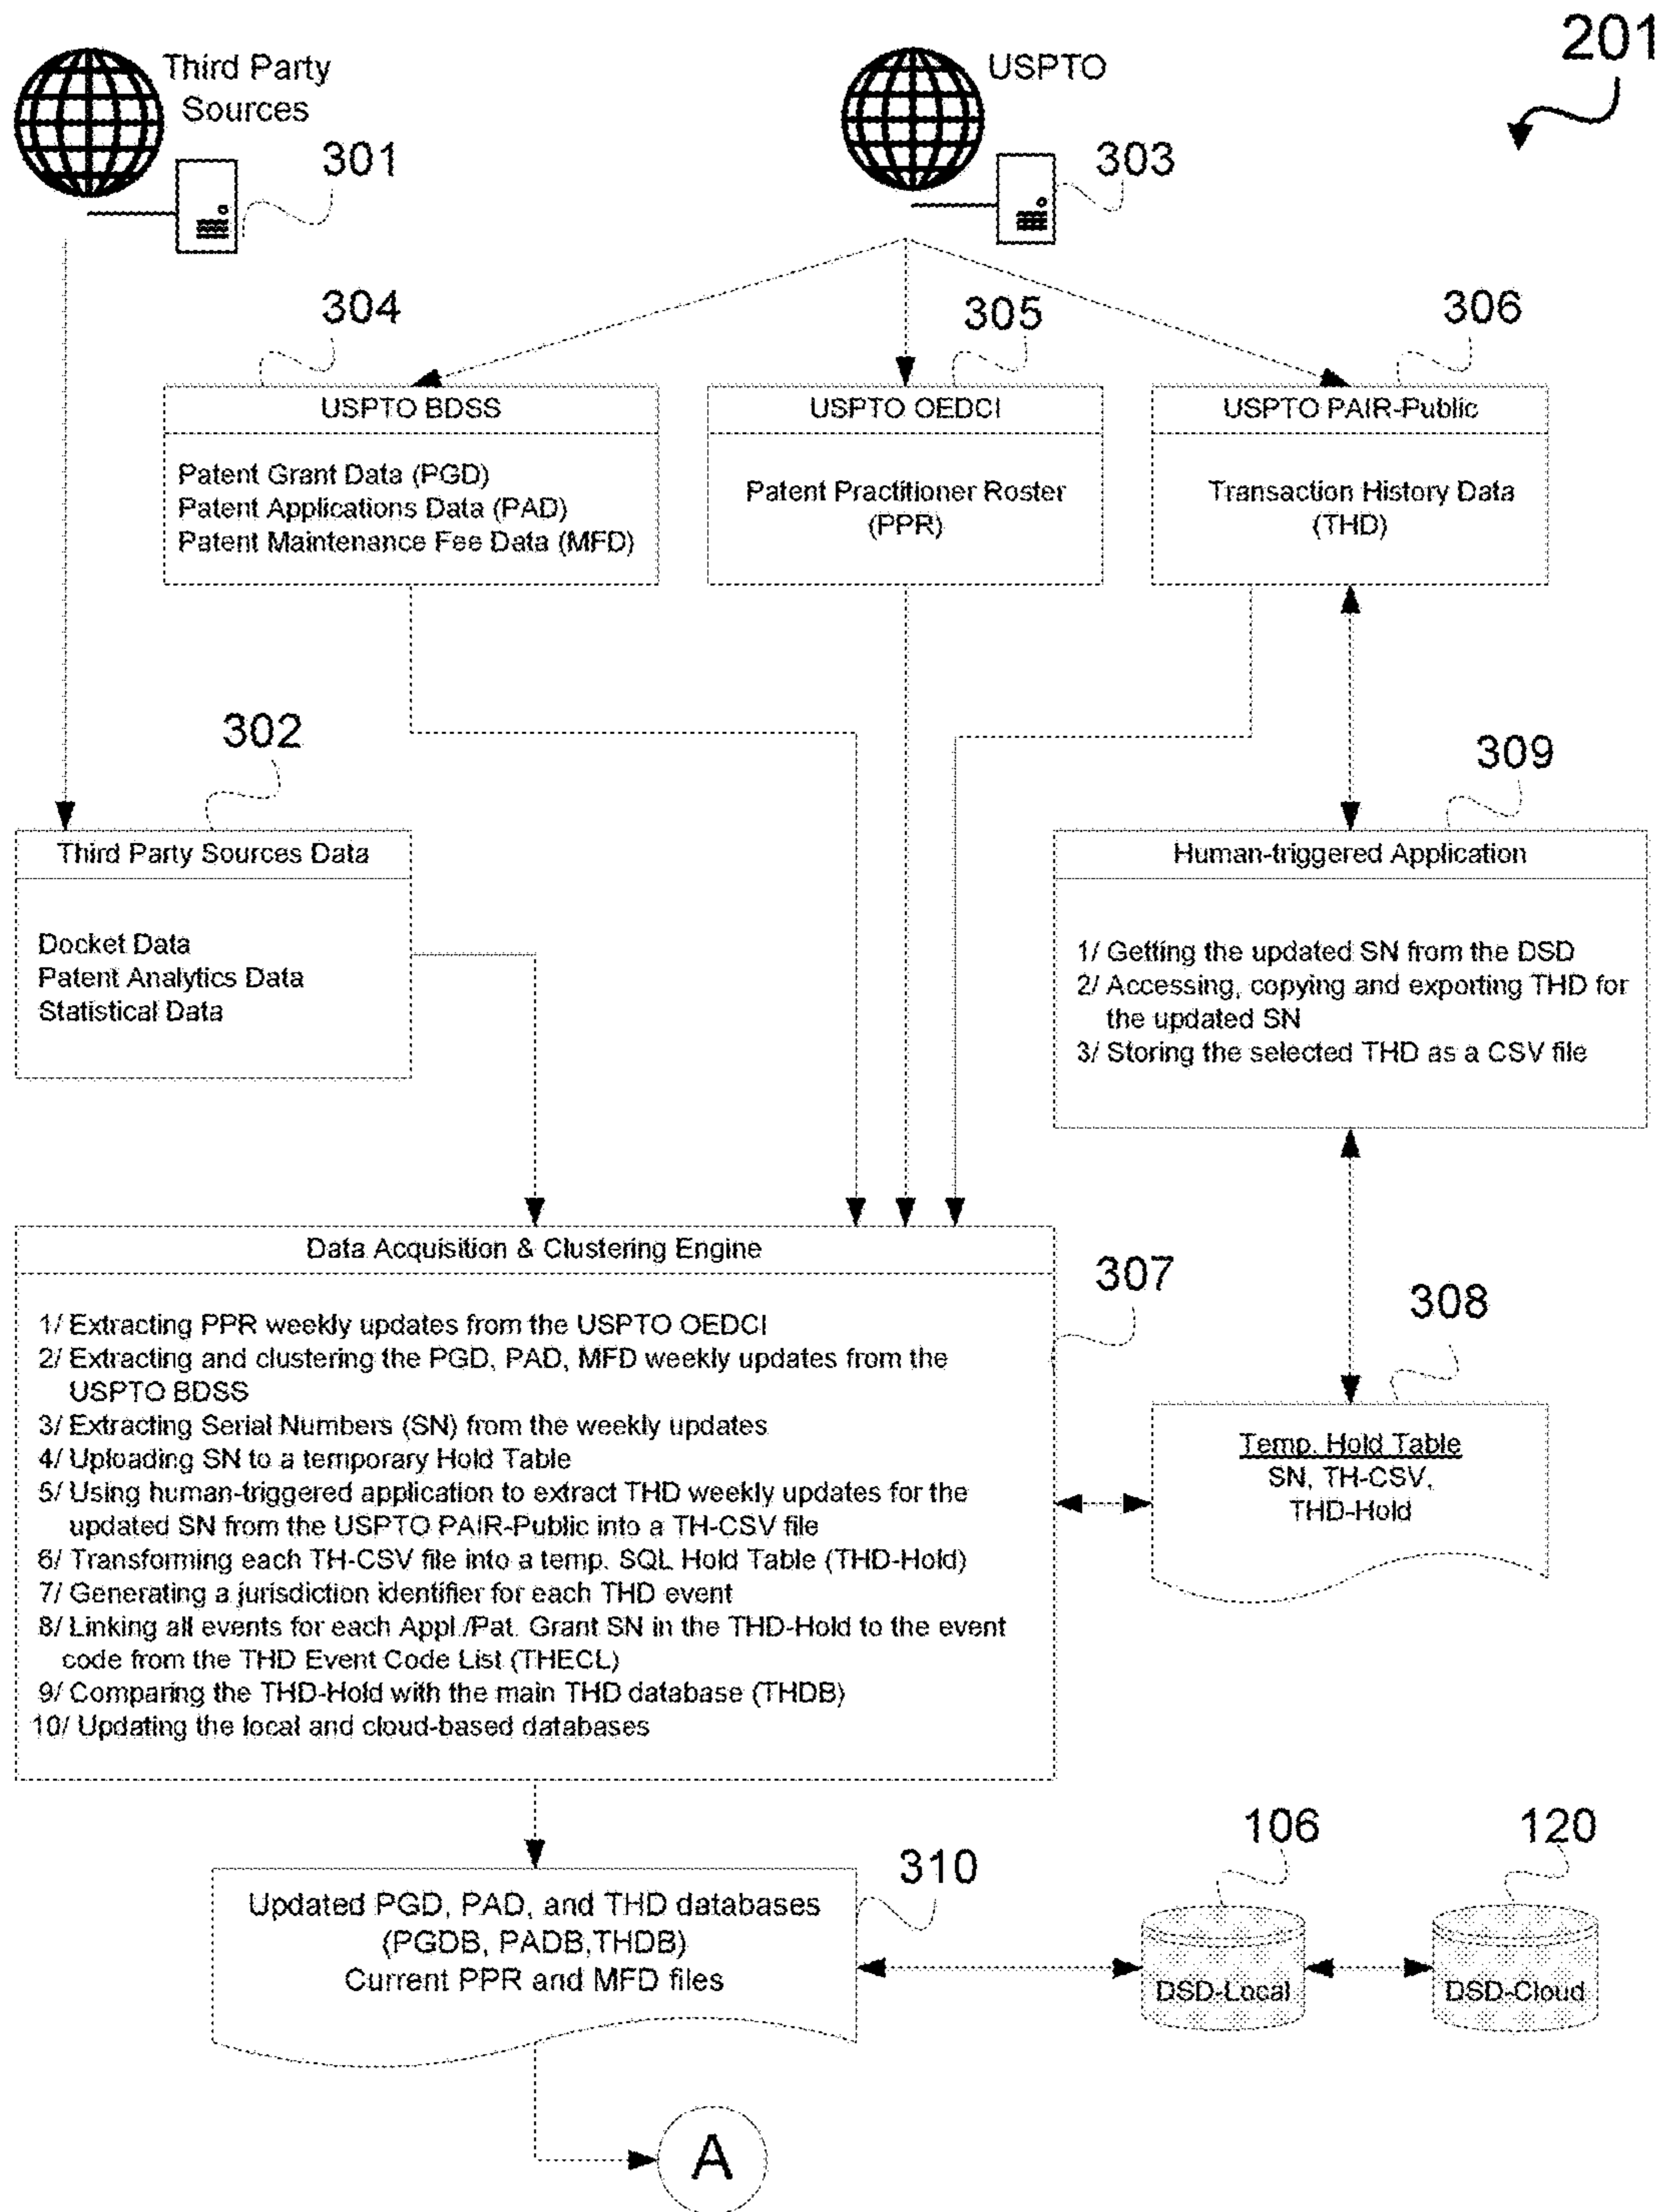 201
Third Party
Sources
USPTO
301
303
304
305
306
USPTO BDSS
Patent Grant Data (PGD)
Patent Applications Data (PAD)
Patent Maintenance Fee Data (MFD)
USPTO OEDCI
Patent Practitioner Roster
(PPR)
USPTO PAIR-Public
Transaction History Data
(THD)
302
309
Third Party Sources Data
Docket Data
Patent Analytics Data
Statistical Data
Human-triggered Application
1/ Getting the updated SN from the DSD
2/ Accessing, copying and exporting THD for
the updated SN
3/ Storing the selected THD as a CSV file
Data Acquisition & Clustering Engine
307
308
1/ Extracting PPR weekly updates from the USPTO OEDCI
2/ Extracting and clustering the PGD, PAD, MFD weekly updates from the
USPTO BDSS
3/ Extracting Serial Numbers (SN) from the weekly updates
4/ Uploading SN to a temporary Hold Table
5/ Using human-triggered application to extract THD weekly updates for the
updated SN from the USPTO PAIR-Public into a TH-CSV file
6/ Transforming each TH-CSV file into a temp. SQL Hold Table (THD-Hold)
7/ Generating a jurisdiction identifier for each THD event
8/ Linking all events for each Appl./Pat. Grant SN in the THD-Hold to the event
code from the THD Event Code List (THECL)
9/ Comparing the THD-Hold with the main THD database (THDB)
10/ Updating the local and cloud-based databases
Temp. Hold Table
SN, TH-CSV,
THD-Hold
310
106
120
Updated PGD, PAD, and THD databases
(PGDB, PADB,THDB)
Current PPR and MFD files
DSD-Local
DSD-Cloud
A